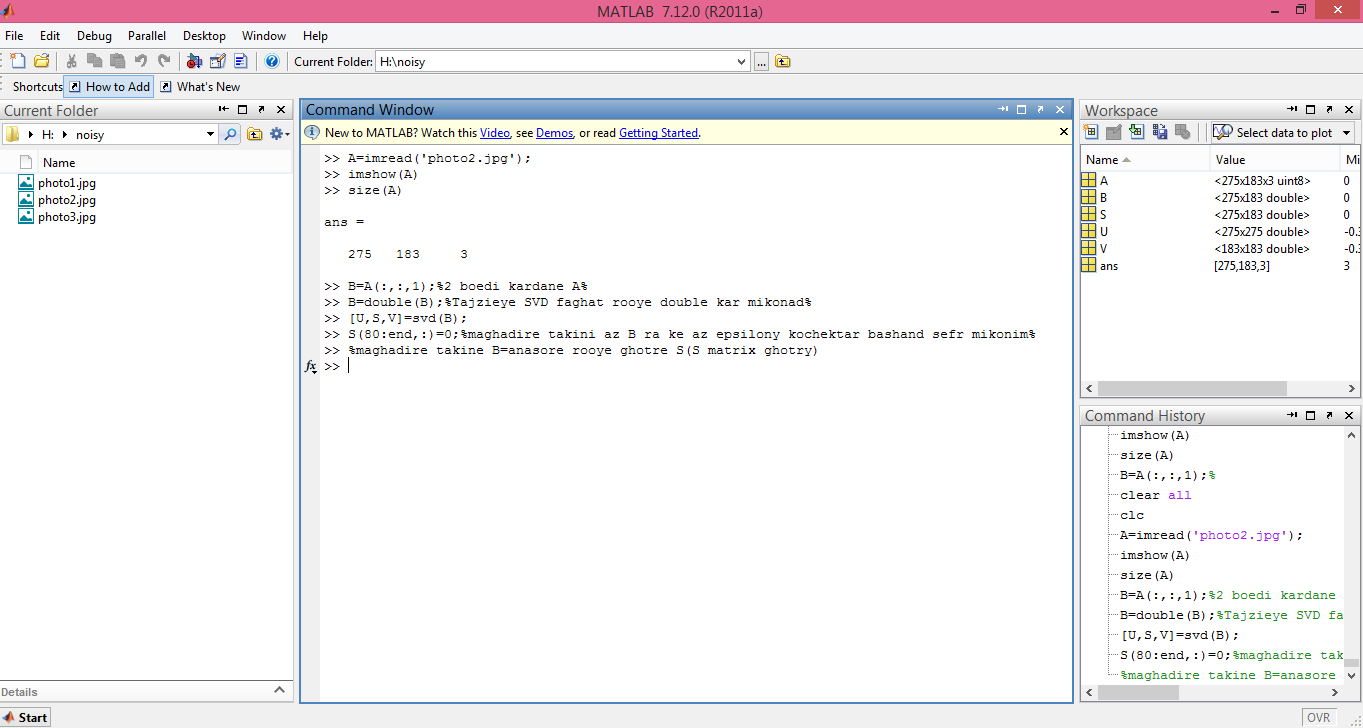 MATLAB 7.12.0 (R2011a)
File Edit Debug Parallel Desktop Window Help
Current Folder: H:\noisy
...
Shortcuts How to Add What's New
Current Folder
H: noisy
Name
photo1.jpg
photo2.jpg
photo3.jpg
Details
Start
Command Window
New to MATLAB? Watch this Video, see Demos, or read Getting Started.
>> A=imread('photo2.jpg');
>> imshow(A)
>> size(A)
ans =
275 183 3
>> B=A(:,:,1);%2 boedi kardane A%
>> B=double(B);%Tajzieye SVD faghat rooye double kar mikonad%
>> [U,S,V]=svd(B);
>> S(80:end,:)=0;%maghadire takini az B ra ke az epsilony kochektar bashand sefr mikonim%
>> %maghadire takine B=anasore rooye ghotre S(S matrix ghotry)
fx >>
Workspace
Select data to plot
Name Value Mi
A <275x183x3 uint8> 0
B <275x183 double> 0
S <275x183 double> 0
U <275x275 double> -0.3
V <183x183 double> -0.3
ans [275,183,3] 3
Command History
imshow(A)
size(A)
B=A(:,:,1);%
clear all
clc
A=imread('photo2.jpg');
imshow(A)
size(A)
B=A(:,:,1);%2 boedi kardane
B=double(B);%Tajzieye SVD fa
[U,S,V]=svd(B);
S(80:end,:)=0;%maghadire tak
%maghadire takine B=anasore
OVR